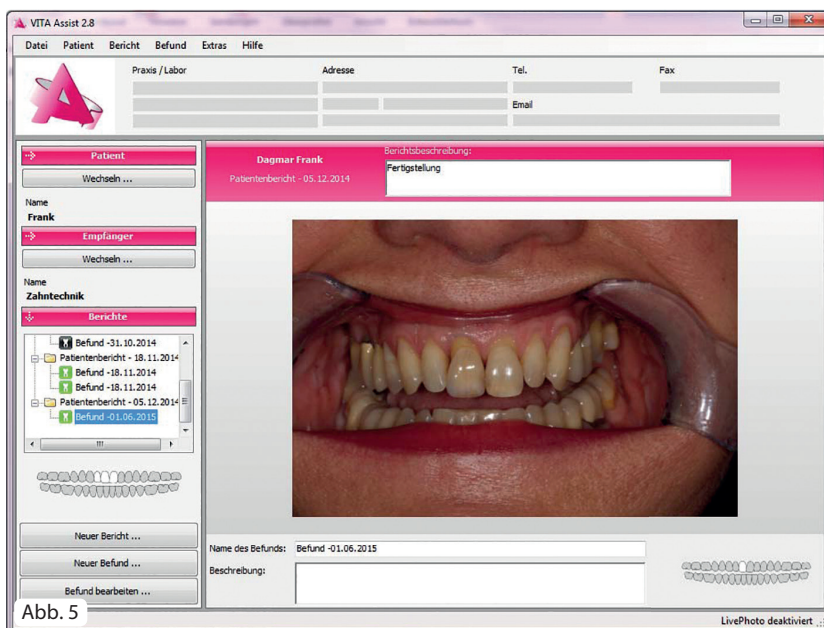 VITA Assist 2.8
Datei Patient Bericht Befund Extras Hilfe
Praxis / Labor Adresse Tel. Fax
Email
Patient
Wechseln ...
Name
Frank
Empfänger
Wechseln ...
Name
Zahntechnik
Berichte
Befund -31.10.2014
Patientenbericht - 18.11.2014
Befund -18.11.2014
Befund -18.11.2014
Patientenbericht - 05.12.2014
Befund -01.06.2015
Neuer Bericht ...
Neuer Befund ...
Befund bearbeiten ...
Dagmar Frank
Patientenbericht - 05.12.2014
Berichtsbeschreibung:
Fertigstellung
Name des Befunds: Befund -01.06.2015
Beschreibung:
LivePhoto deaktiviert
Abb. 5